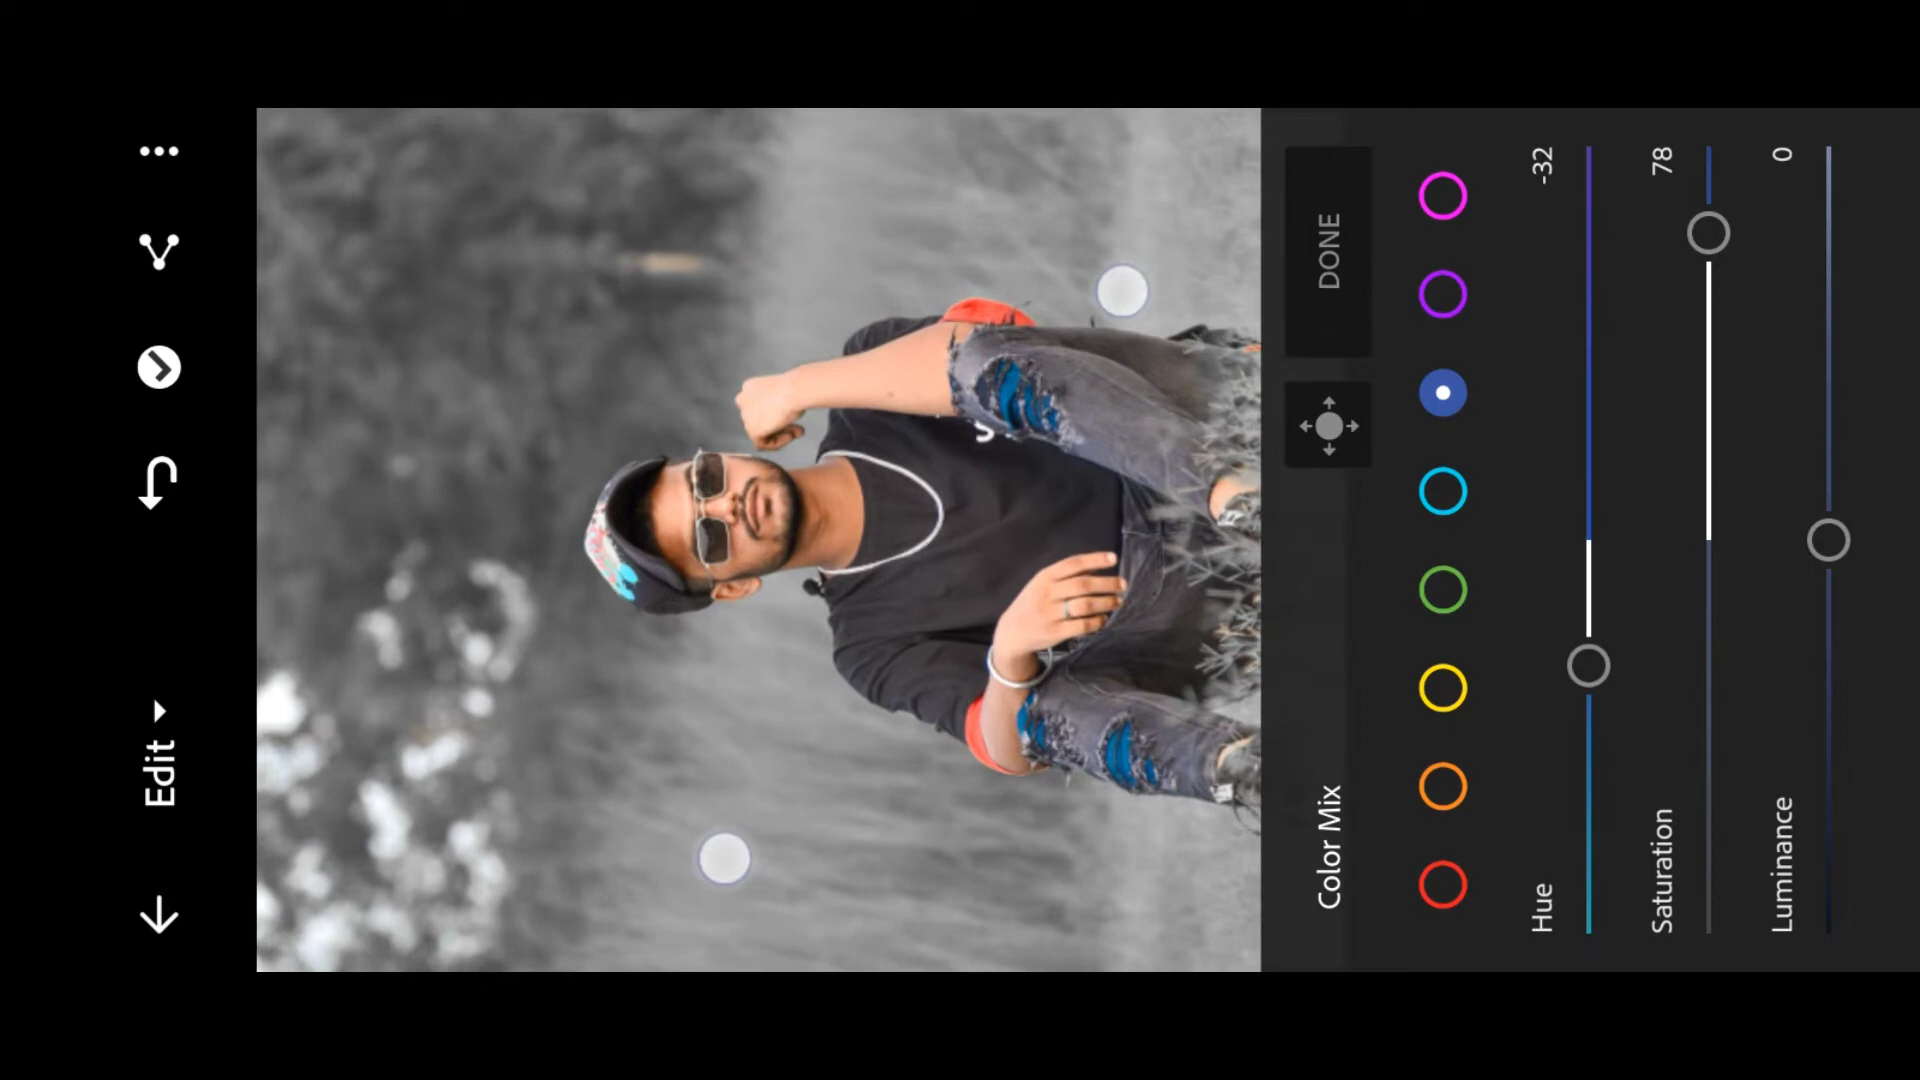 Edit
Color Mix
DONE
Hue
-32
Saturation
78
Luminance
0